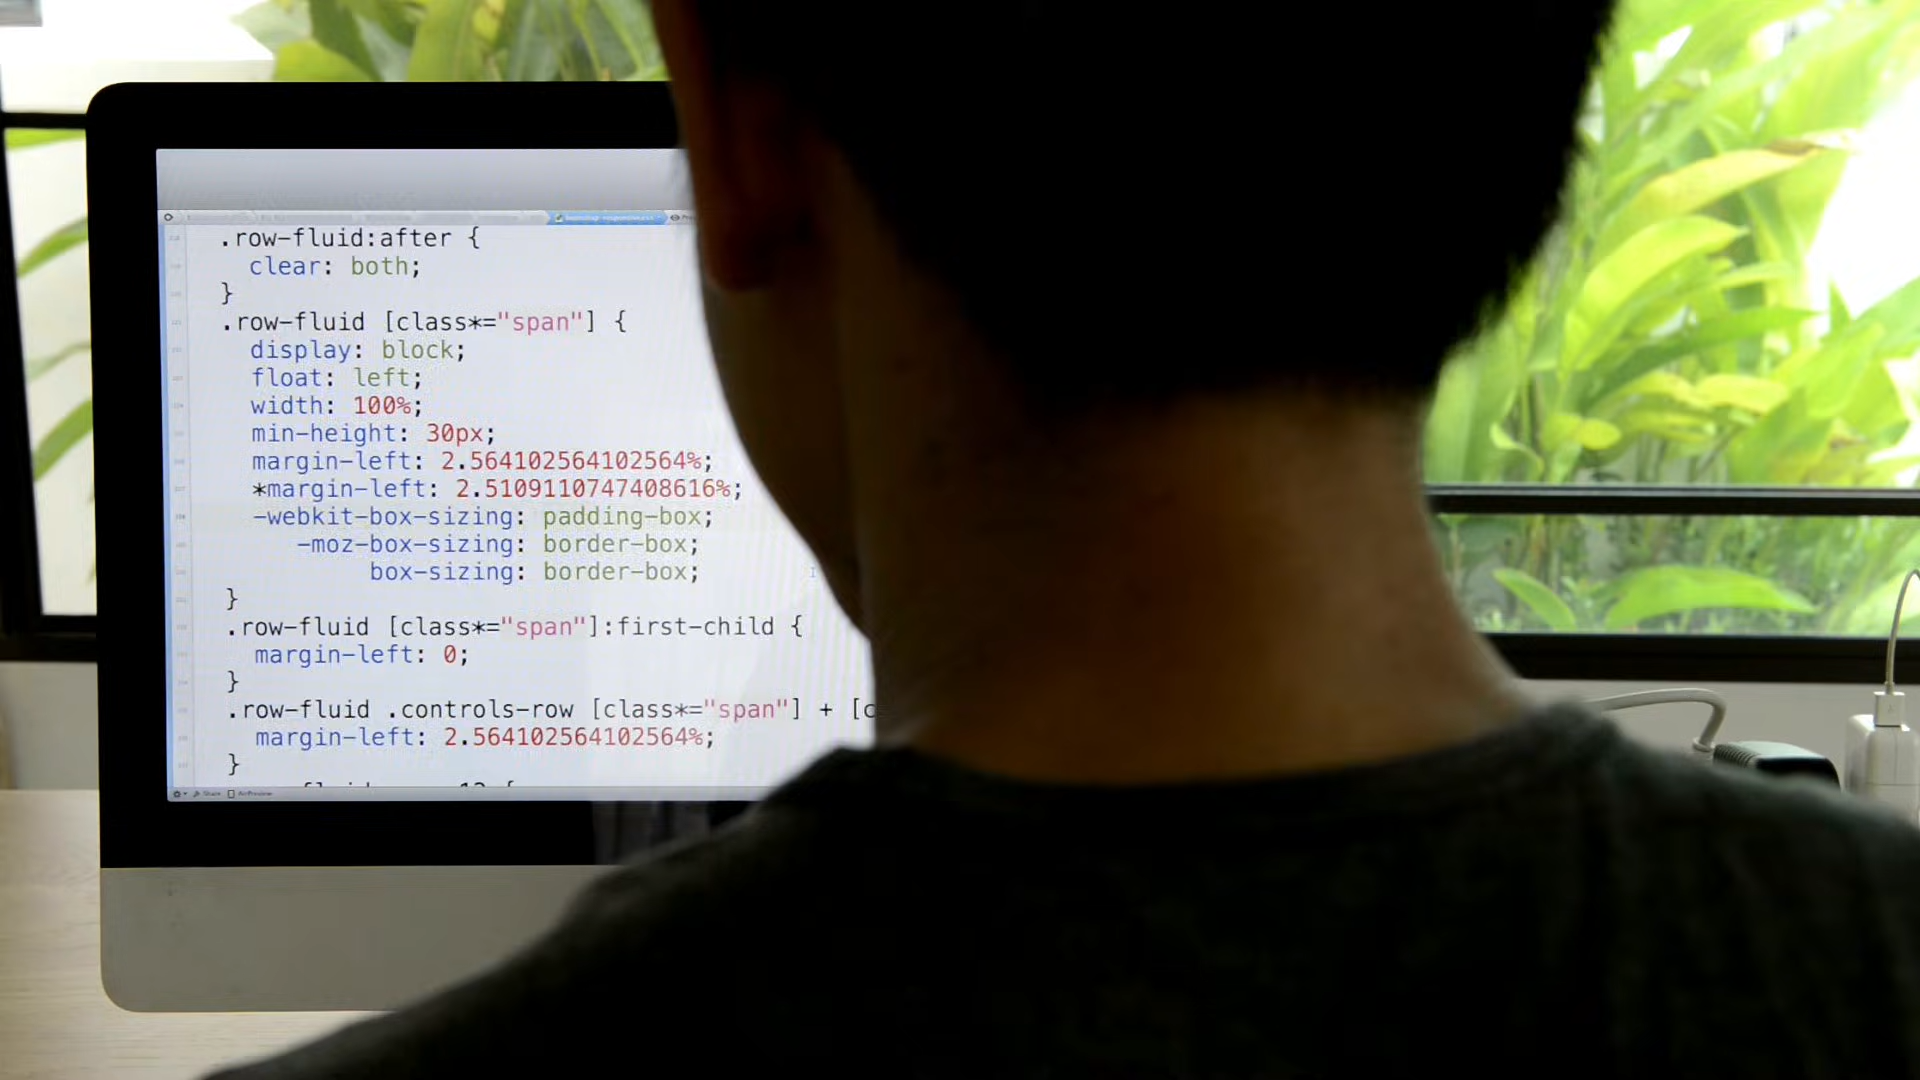 .row-fluid:after {
clear: both;
}
.row-fluid [class*="span"] {
display: block;
float: left;
width: 100%;
min-height: 30px;
margin-left: 2.564102564102564%;
*margin-left: 2.5109110747408616%;
-webkit-box-sizing: padding-box;
-moz-box-sizing: border-box;
box-sizing: border-box;
}
.row-fluid [class*="span"]:first-child {
margin-left: 0;
}
.row-fluid .controls-row [class*="span"] + [c
margin-left: 2.564102564102564%;
}
Share AirPreview